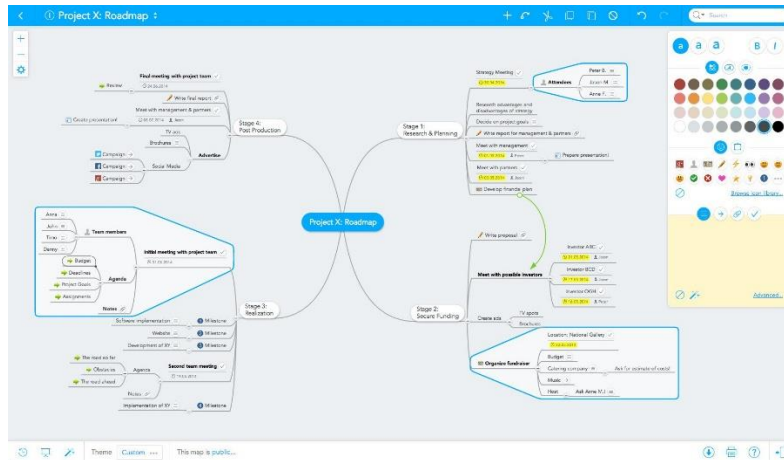 Project X: Roadmap
Search
Final meeting with project team
Review
Write final report
Meet with management & partners
Create presentation!
TV ads
Brochures
Advertise
Campaign
Campaign
Social Media
Campaign
Stage 4:
Post Production
Strategy Meeting
Attendees
Peter B.
Anne F.
Research advantages and
disadvantages of strategy
Decide on project goals
Write report for management & partners
Meet with management
Prepare presentation!
Meet with partners
Develop financial plan
Stage 1:
Research & Planning
Project X: Roadmap
Anna
Julie
Timo
Danny
Team members
Initial meeting with project team
Budget
Deadlines
Project Goals
Assignments
Agenda
Notes
Software implementation
Milestone
Website
Milestone
Development of XY
Milestone
Stage 3:
Realization
The road so far
Obstacles
The road ahead
Agenda
Second team meeting
Notes
Implementation of XY
Milestone
Write proposal
Meet with possible investors
Investor ABC
Investor BCD
Investor OGH
Create ads
TV spots
Brochures
Stage 2:
Secure Funding
Organize fundraiser
Location: National Gallery
Budget
Catering company
Ask for estimate of costs!
Music
Host
Ask Anne M.!
a a a B I
Browse icon library...
Advanced...
Theme Custom
This map is public...